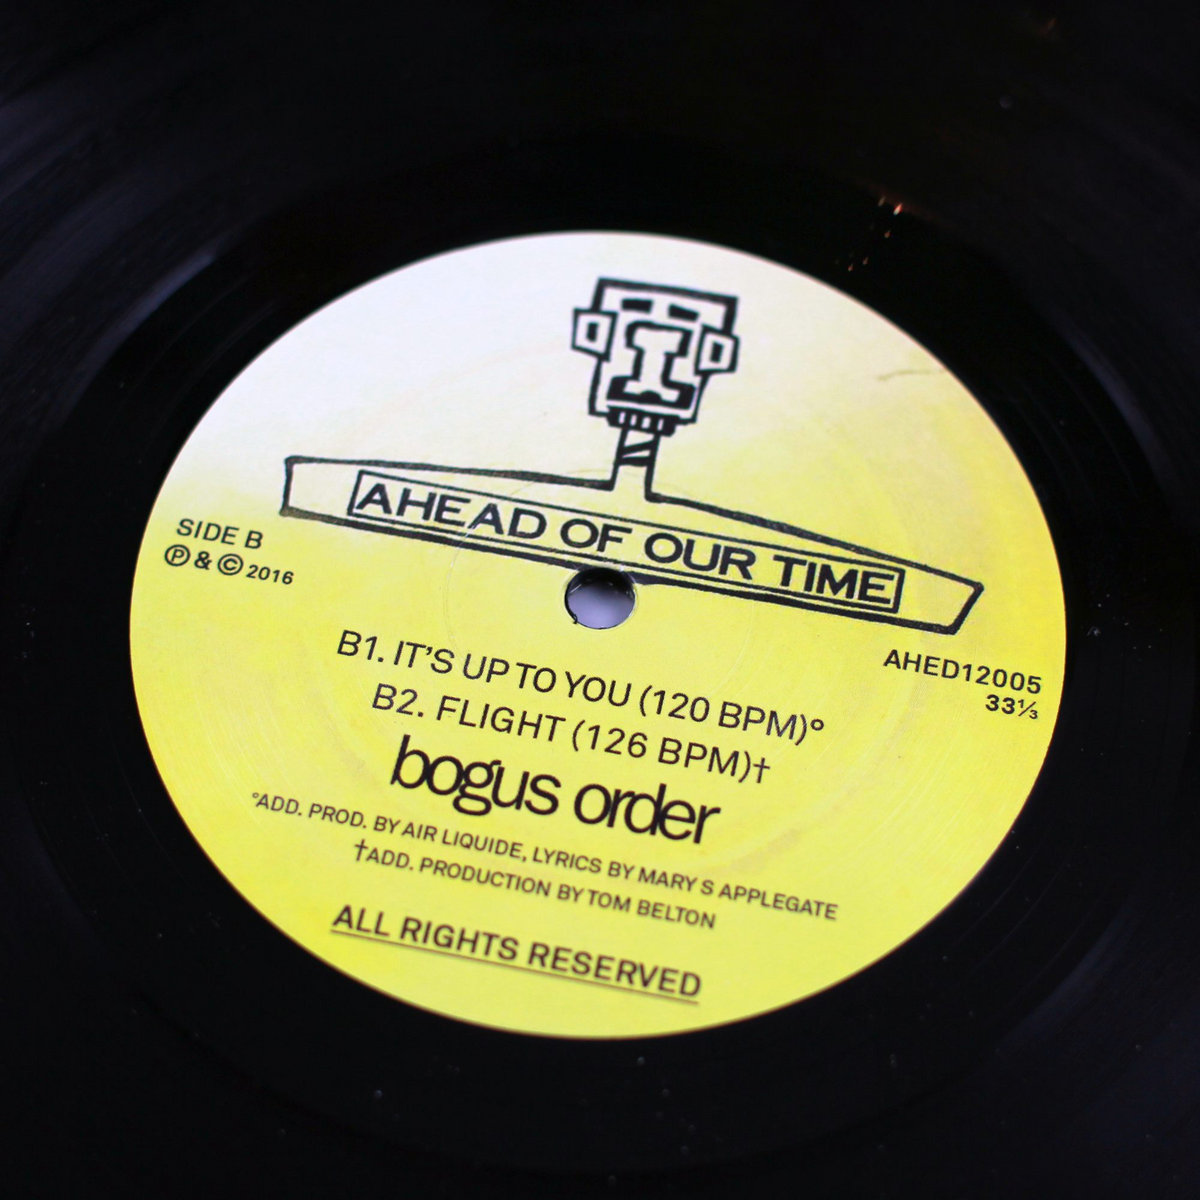 AHEAD OF OUR TIME
SIDE B
Ⓟ & © 2016
AHED12005
33⅓
B1. IT'S UP TO YOU (120 BPM)°
B2. FLIGHT (126 BPM)†
bogus order
°ADD. PROD. BY AIR LIQUIDE, LYRICS BY MARY S APPLEGATE
†ADD. PRODUCTION BY TOM BELTON
ALL RIGHTS RESERVED